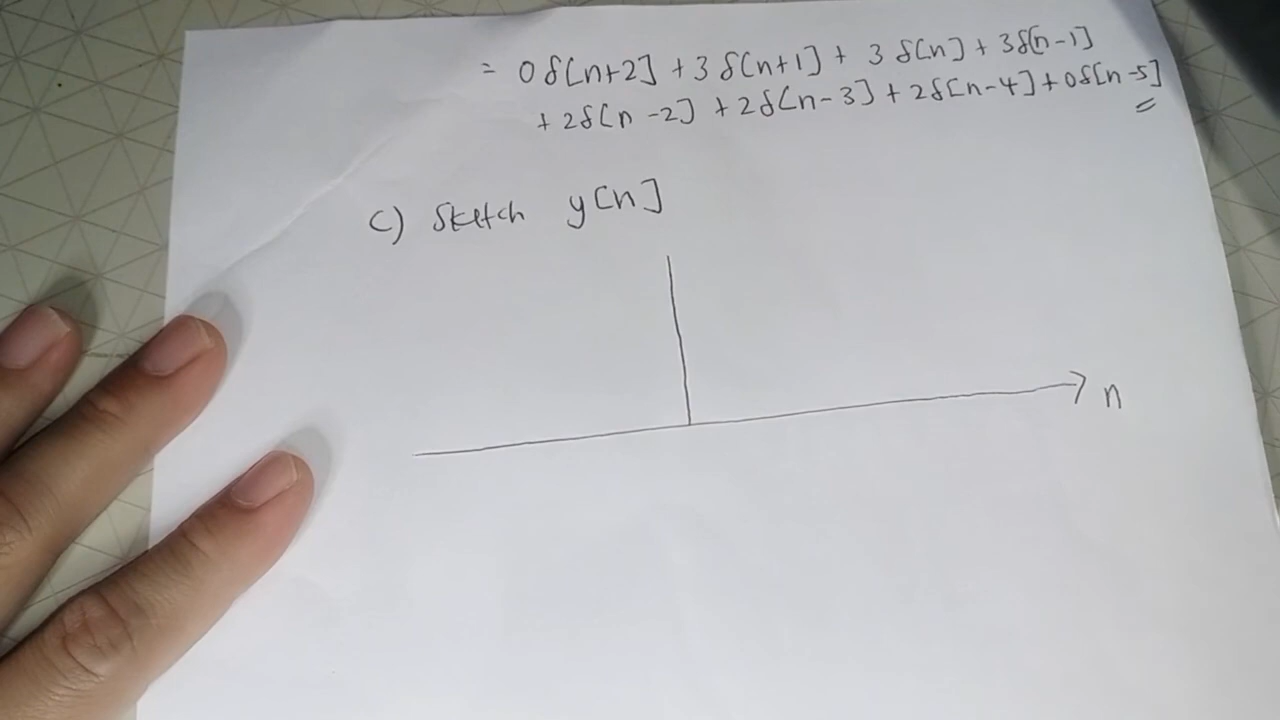 = 0δ[n+2] + 3δ[n+1] + 3δ[n] + 3δ[n-1]
+ 2δ[n-2] + 2δ[n-3] + 2δ[n-4] + 0δ[n-5]
c) Sketch y[n]
n